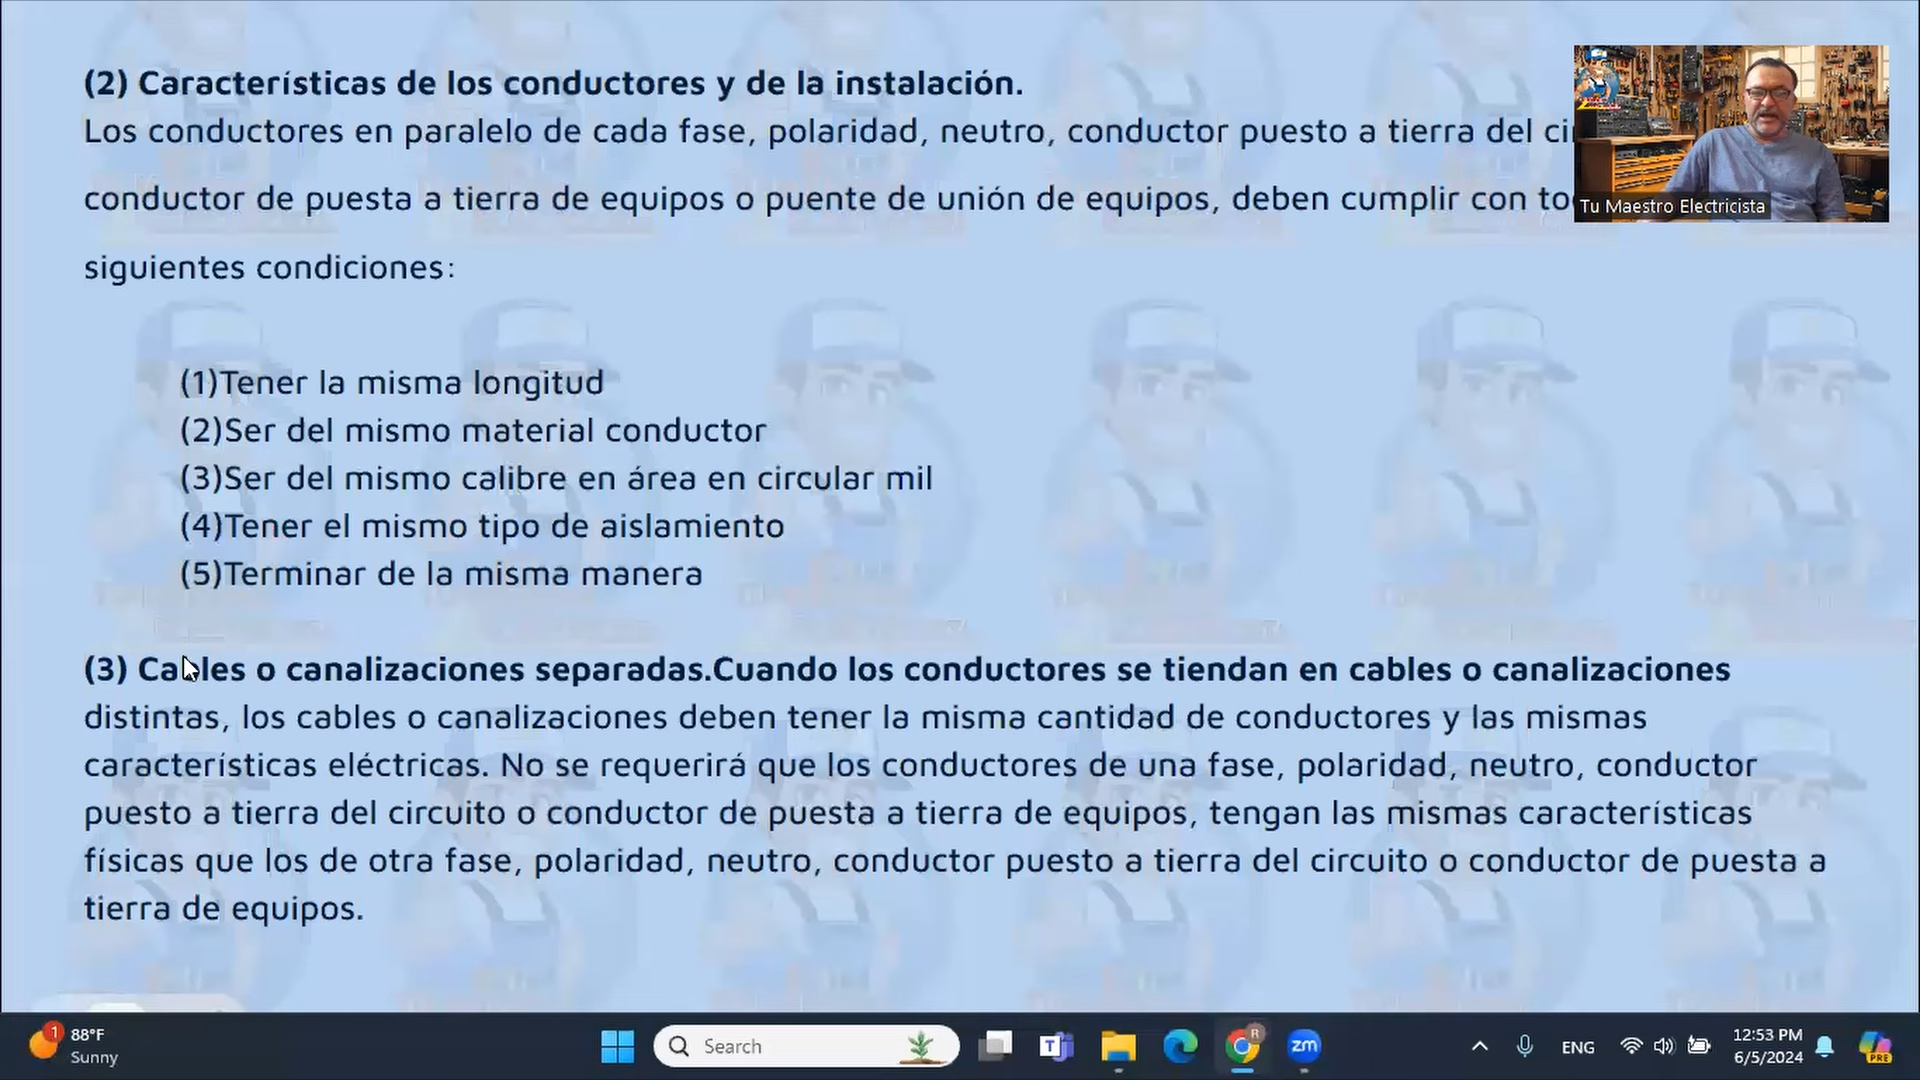 (2) Características de los conductores y de la instalación.
Los conductores en paralelo de cada fase, polaridad, neutro, conductor puesto a tierra del
conductor de puesta a tierra de equipos o puente de unión de equipos, deben cumplir con
siguientes condiciones:
(1)Tener la misma longitud
(2)Ser del mismo material conductor
(3)Ser del mismo calibre en área en circular mil
(4)Tener el mismo tipo de aislamiento
(5)Terminar de la misma manera
(3) Cables o canalizaciones separadas.Cuando los conductores se tiendan en cables o canalizaciones
distintas, los cables o canalizaciones deben tener la misma cantidad de conductores y las mismas
características eléctricas. No se requerirá que los conductores de una fase, polaridad, neutro, conductor
puesto a tierra del circuito o conductor de puesta a tierra de equipos, tengan las mismas características
físicas que los de otra fase, polaridad, neutro, conductor puesto a tierra del circuito o conductor de puesta a
tierra de equipos.
Tu Maestro Electricista
1
88°F
Sunny
Search
T
R
zm
ENG
12:53 PM
6/5/2024
PRE